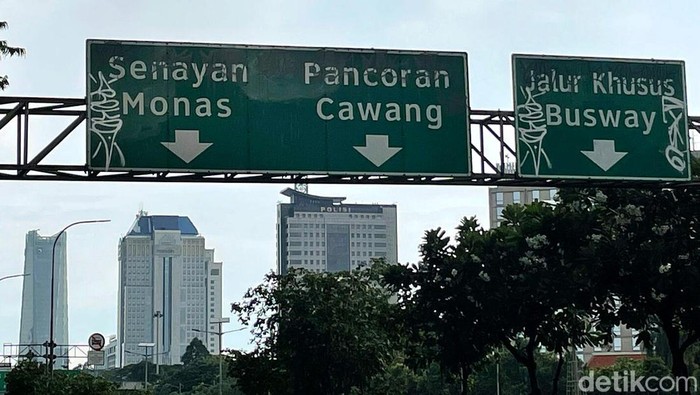 Senayan
Monas
Pancoran
Cawang
Jalur Khusus
Busway
POLISI
detikcom